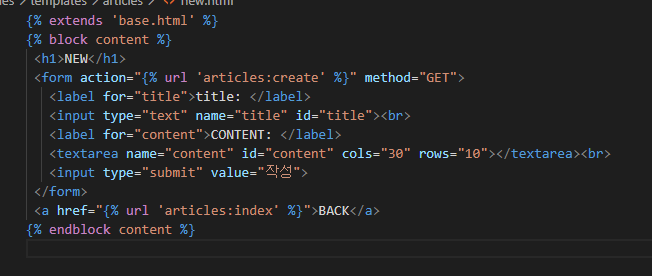 templates > articles > <> new.html
{% extends 'base.html' %}
{% block content %}
<h1>NEW</h1>
<form action="{% url 'articles:create' %}" method="GET">
<label for="title">title: </label>
<input type="text" name="title" id="title"><br>
<label for="content">CONTENT: </label>
<textarea name="content" id="content" cols="30" rows="10"></textarea><br>
<input type="submit" value="작성">
</form>
<a href="{% url 'articles:index' %}">BACK</a>
{% endblock content %}